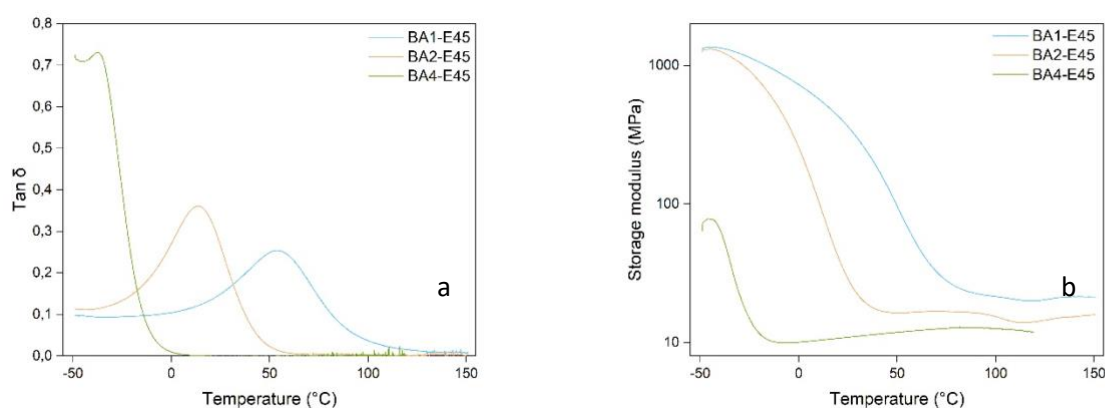 0,8
0,7
0,6
0,5
0,4
0,3
0,2
0,1
0,0
Tan δ
-50
0
50
100
150
Temperature (°C)
BA1-E45
BA2-E45
BA4-E45
a
1000
100
10
Storage modulus (MPa)
-50
0
50
100
150
Temperature (°C)
BA1-E45
BA2-E45
BA4-E45
b